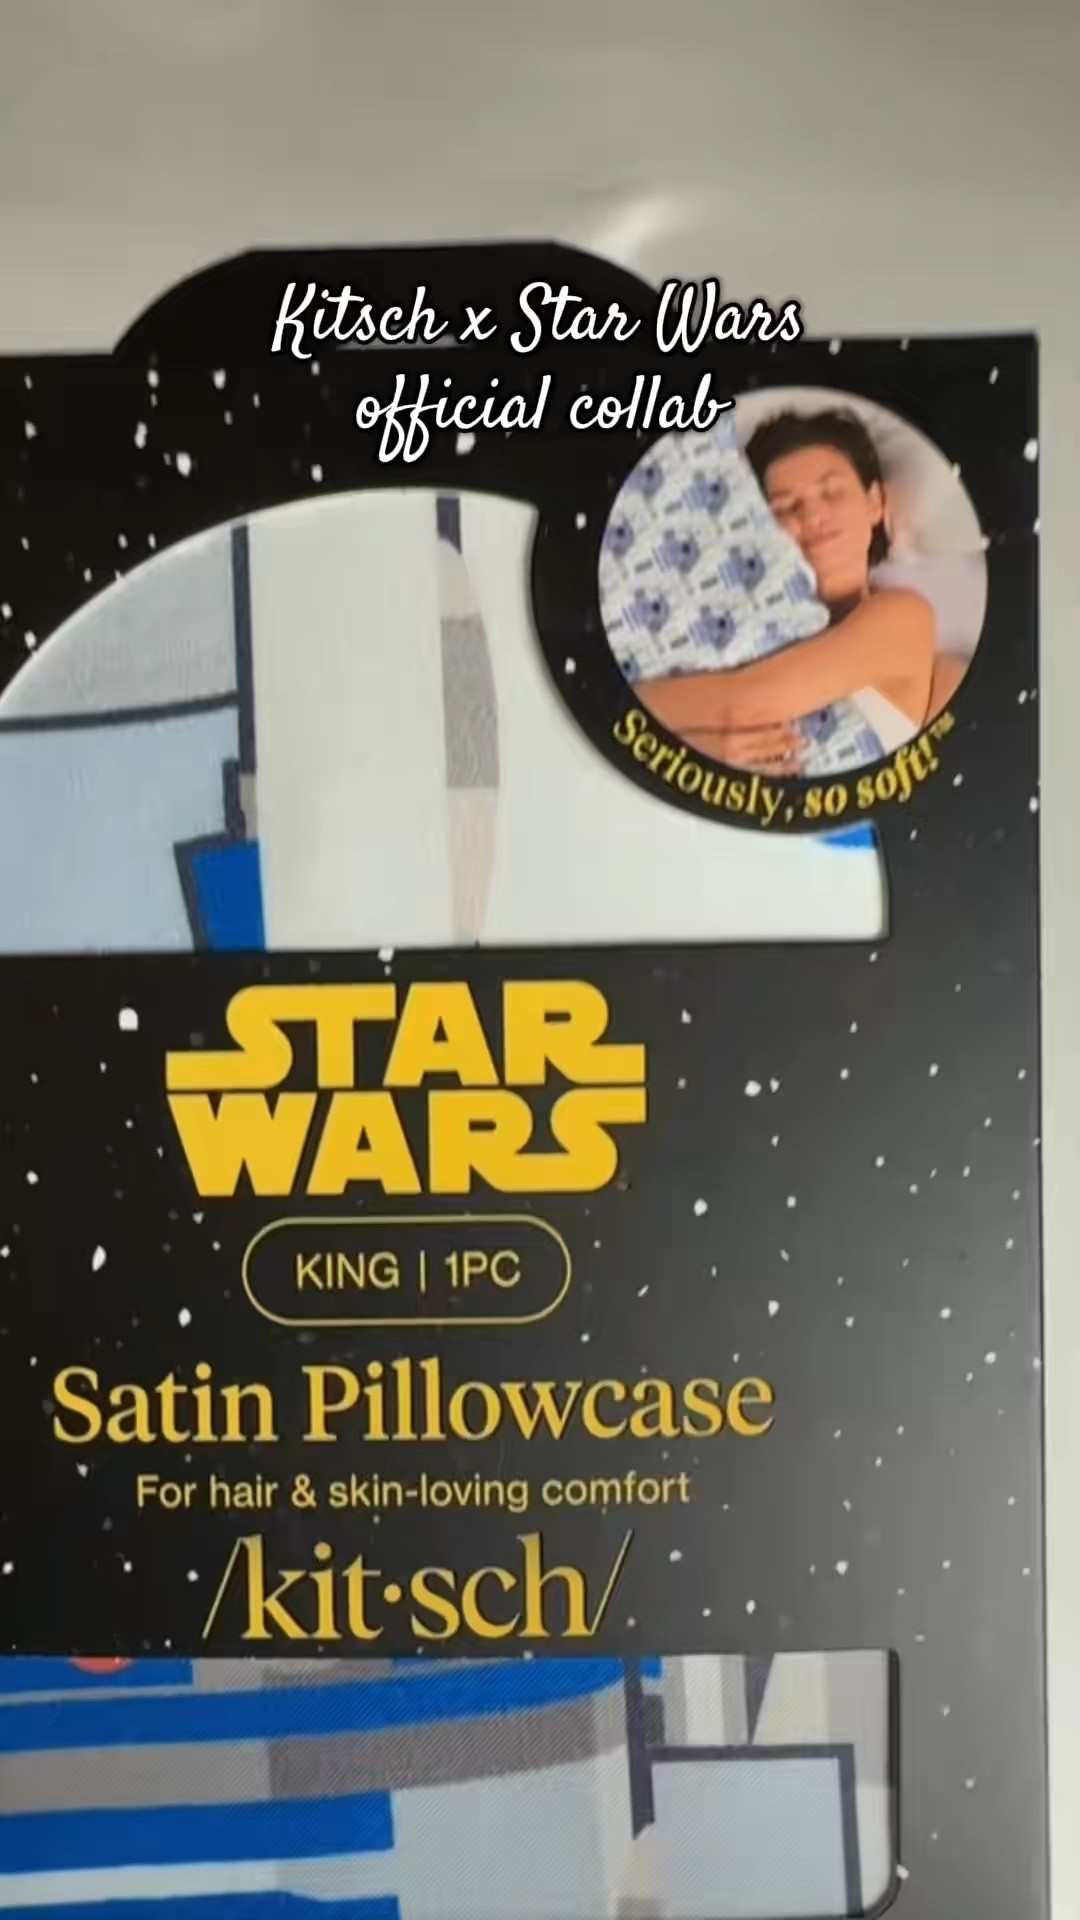 Kitsch x Star Wars
official collab
Seriously, so soft!™
STAR
WARS
KING | 1PC
Satin Pillowcase
For hair & skin-loving comfort
/kit·sch/